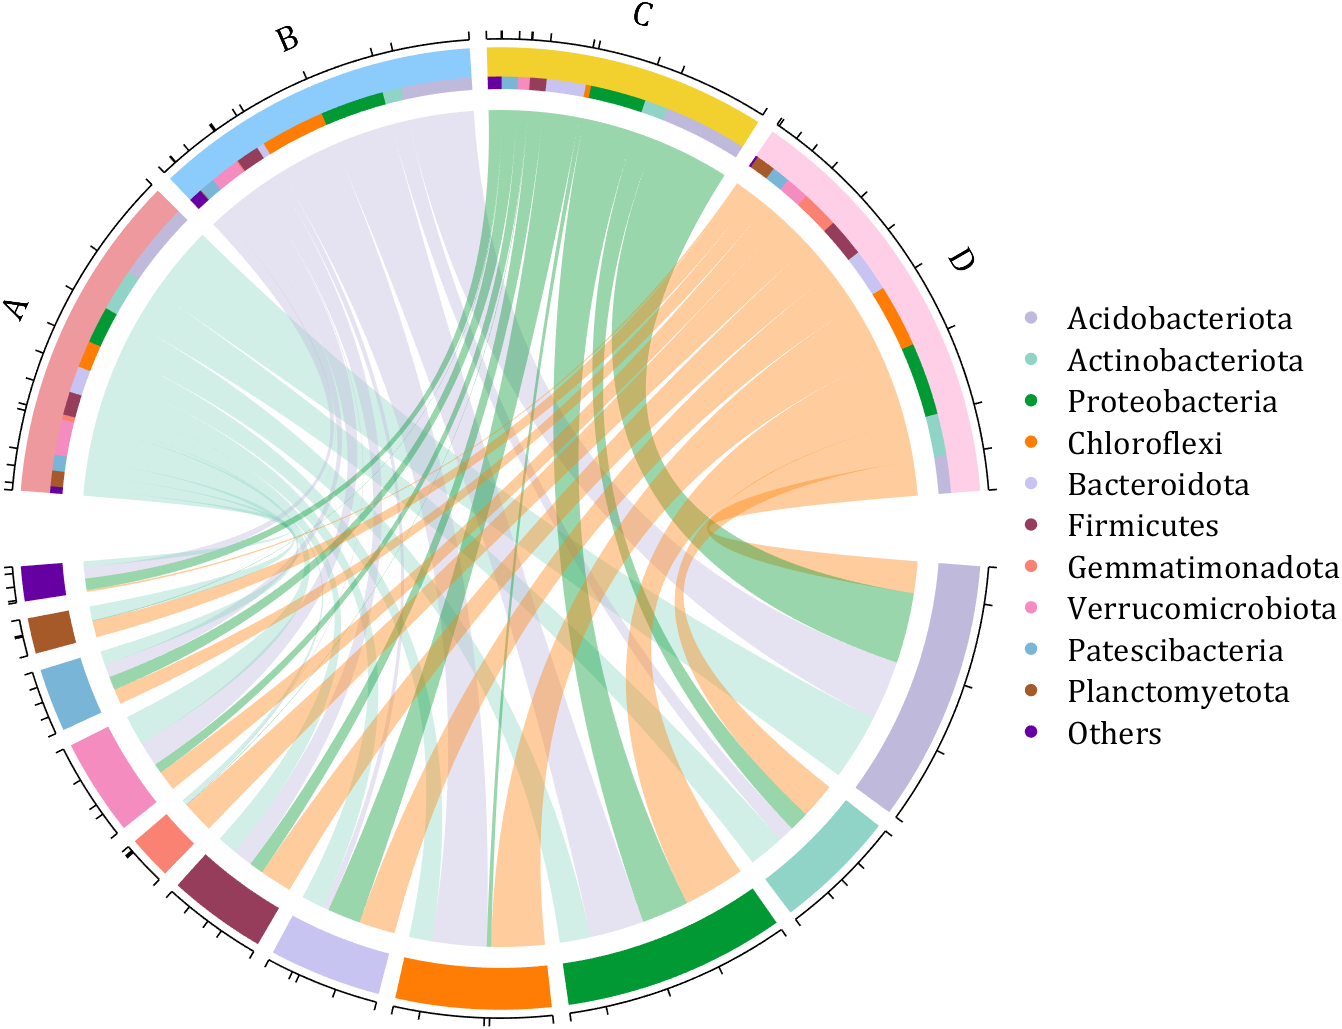 A
B
C
D
Acidobacteriota
Actinobacteriota
Proteobacteria
Chloroflexi
Bacteroidota
Firmicutes
Gemmatimonadota
Verrucomicrobiota
Patescibacteria
Planctomyetota
Others